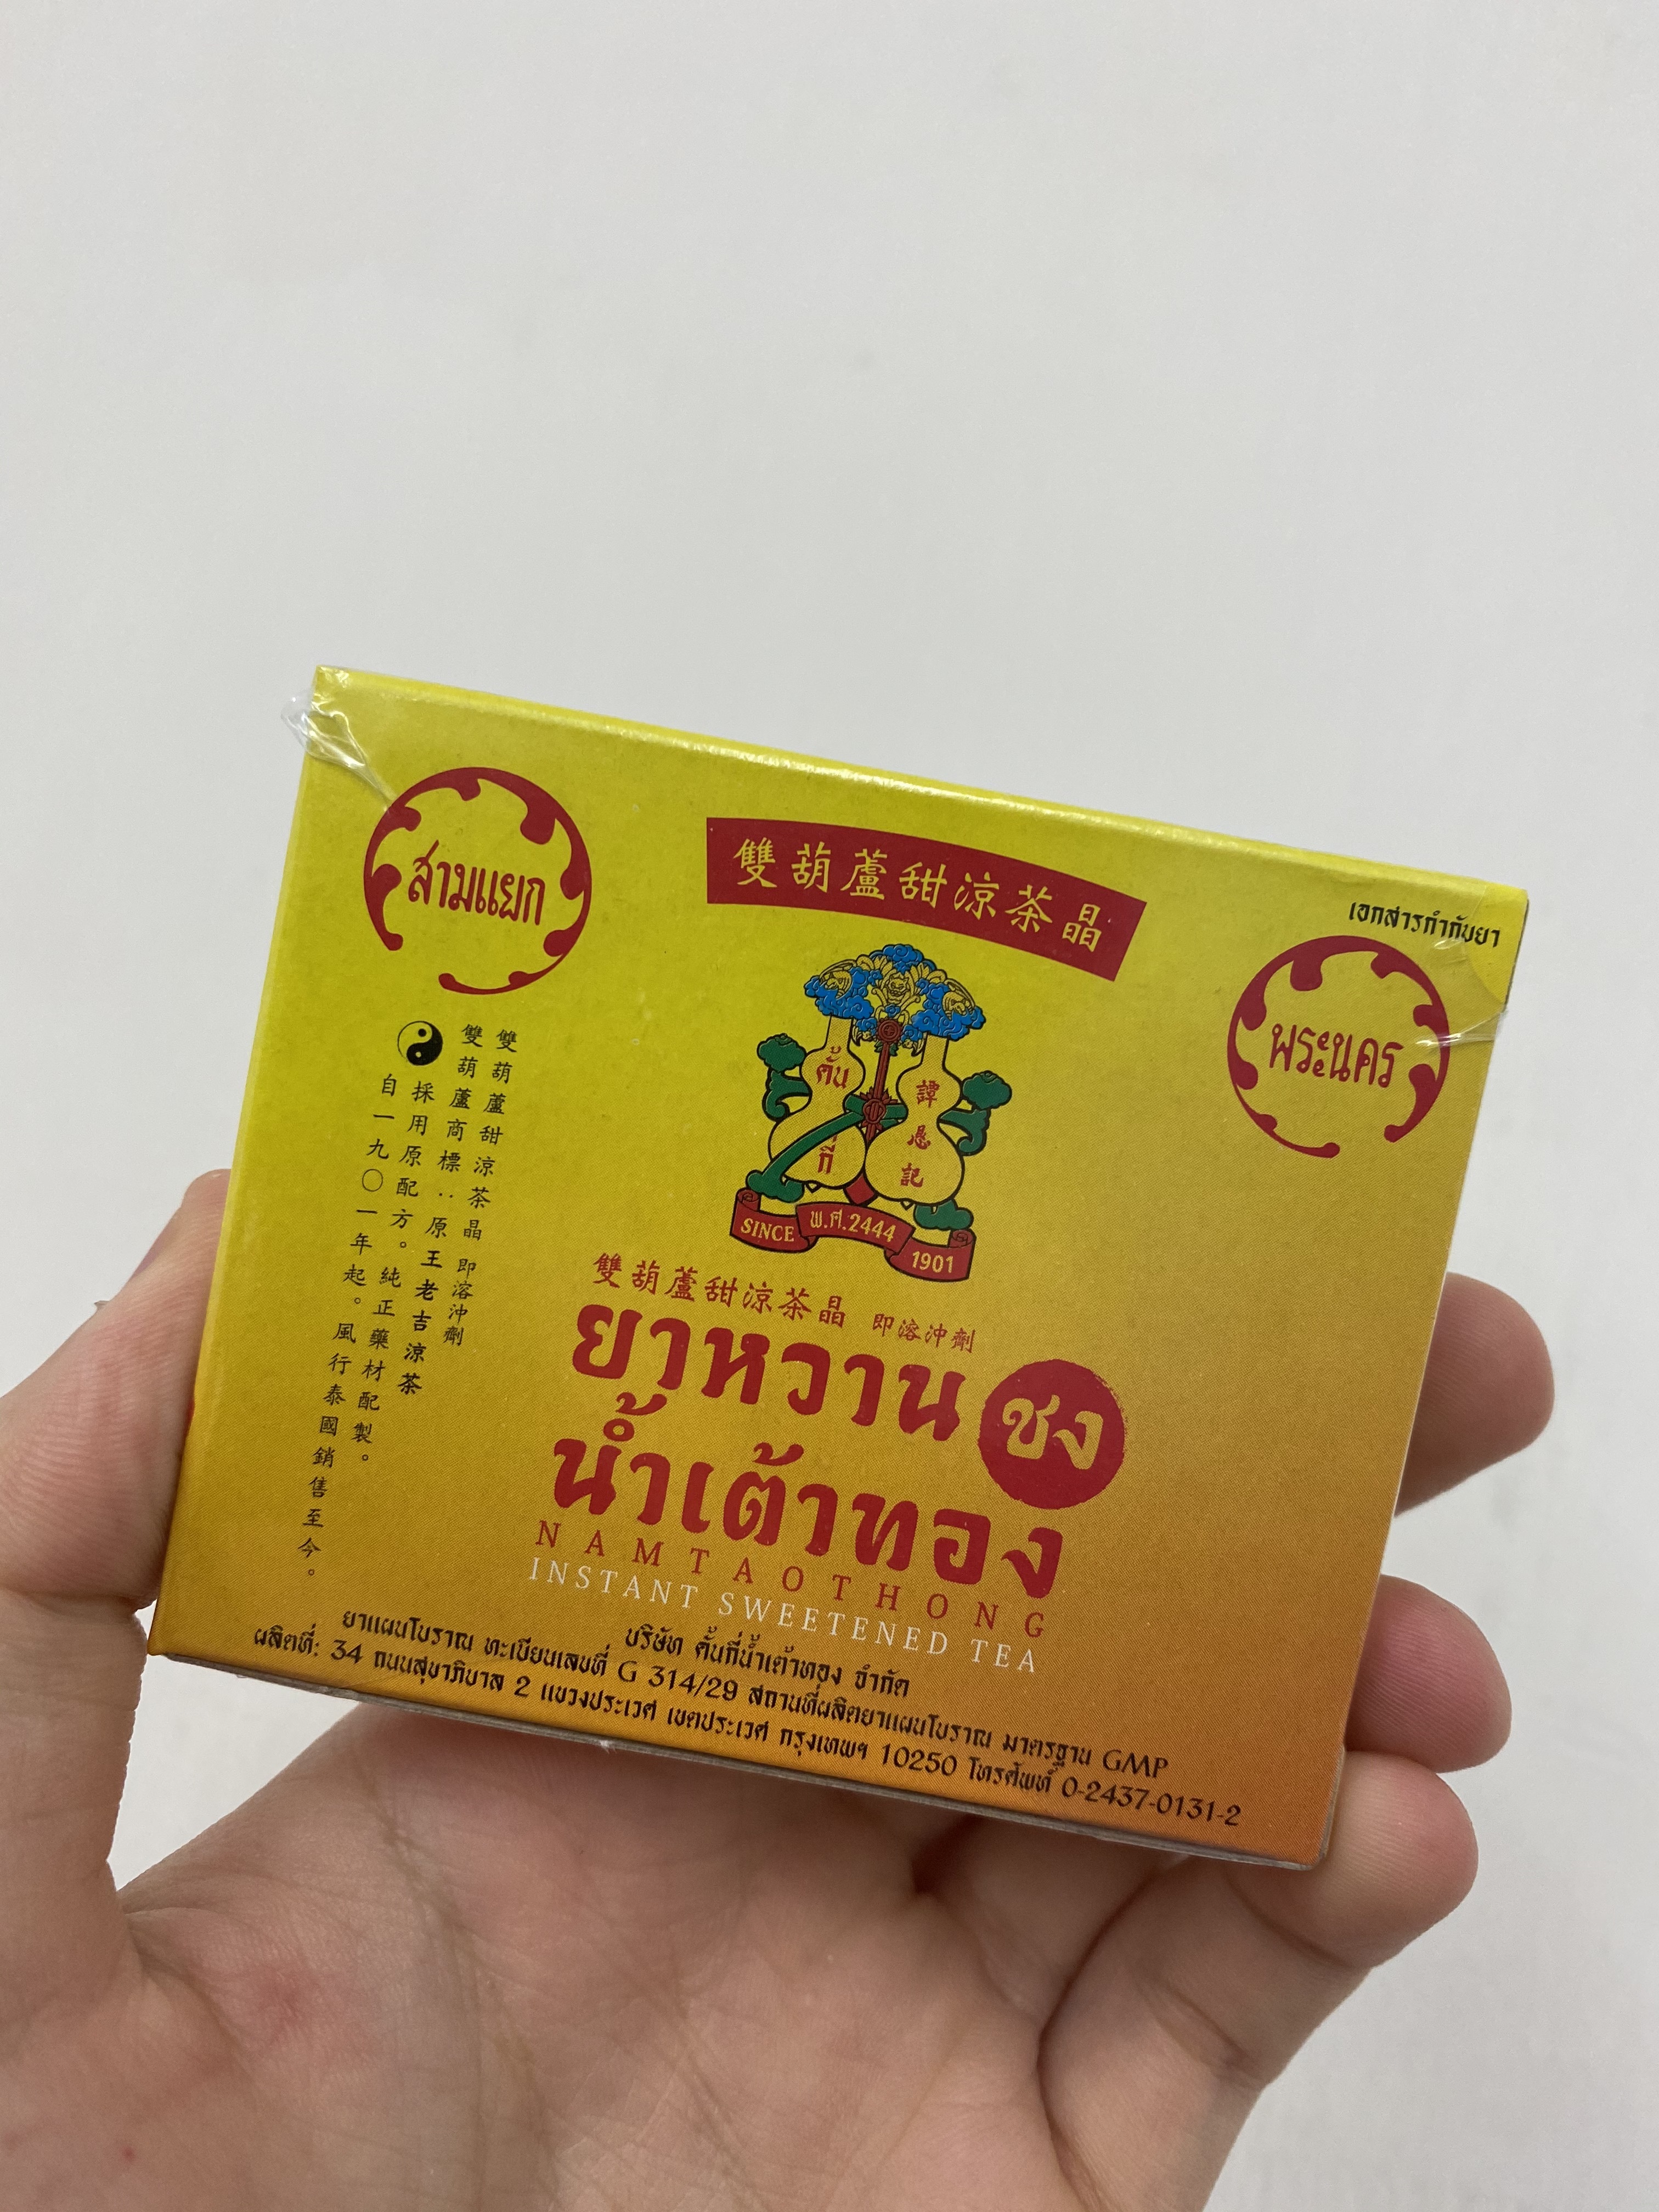 สามแยก
雙葫蘆甜涼茶晶
เอกสารกำกับยา
พระนคร
คั้น
กี่
譚
恳
記
SINCE พ.ศ.2444 1901
雙葫蘆甜涼茶晶 即溶沖劑
雙葫蘆商標:原王老吉涼茶
採用原配方。純正藥材配製。
自一九〇一年起。風行泰國銷售至今。
雙葫蘆甜涼茶晶 即溶沖劑
ยาหวาน ชง
น้ำเต้าทอง
NAMTAOTHONG
INSTANT SWEETENED TEA
บริษัท คั้นกี่น้ำเต้าทอง จำกัด
ยาแผนโบราณ ทะเบียนเลขที่ G 314/29 สถานที่ผลิตยาแผนโบราณ มาตรฐาน GMP
ผลิตที่: 34 ถนนสุขาภิบาล 2 แขวงประเวศ เขตประเวศ กรุงเทพฯ 10250 โทรศัพท์ 0-2437-0131-2